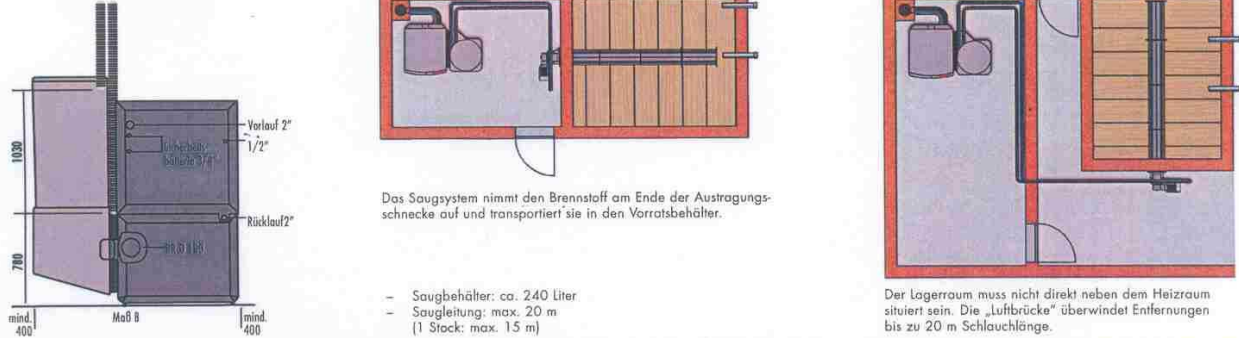 Vorlauf 2"
1/2"
1030
Rücklauf 2"
780
mind.
400
Maß B
mind.
400
Das Saugsystem nimmt den Brennstoff am Ende der Austragungs-
schnecke auf und transportiert sie in den Vorratsbehälter.
– Saugbehälter: ca. 240 Liter
– Saugleitung: max. 20 m
(1 Stock: max. 15 m)
Der Lagerraum muss nicht direkt neben dem Heizraum
situiert sein. Die „Luftbrücke" überwindet Entfernungen
bis zu 20 m Schlauchlänge.